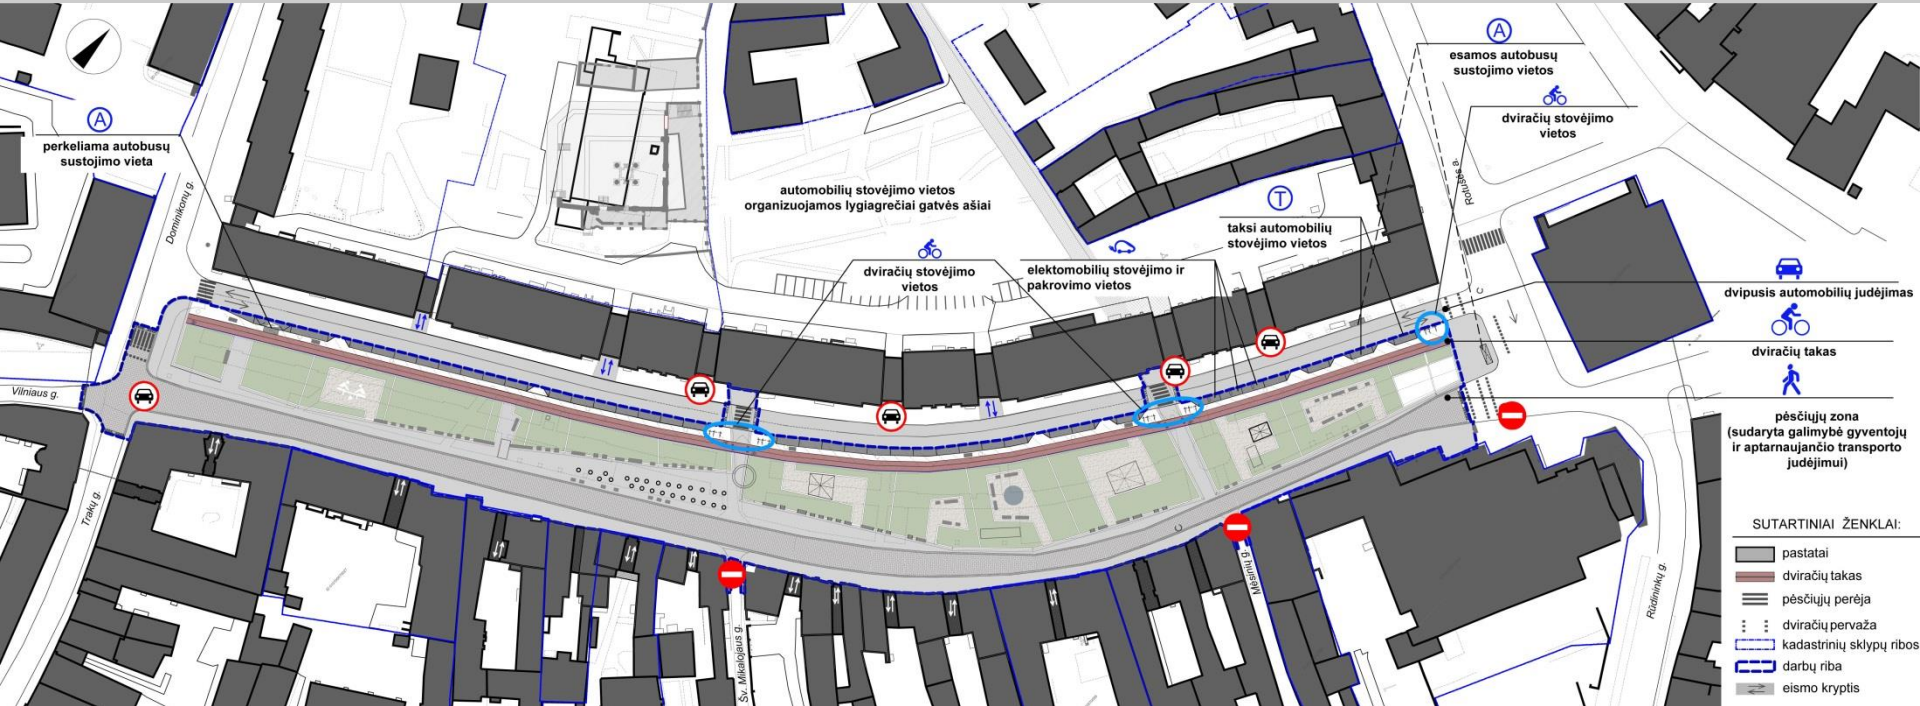 A
perkeliama autobusų
sustojimo vieta
Dominikonų g.
automobilių stovėjimo vietos
organizuojamos lygiagrečiai gatvės ašiai
dviračių stovėjimo
vietos
elektomobilių stovėjimo ir
pakrovimo vietos
T
taksi automobilių
stovėjimo vietos
A
esamos autobusų
sustojimo vietos
dviračių stovėjimo
vietos
Rotušės a.
dvipusis automobilių judėjimas
dviračių takas
pėsčiųjų zona
(sudaryta galimybė gyventojų
ir aptarnaujančio transporto
judėjimui)
Vilniaus g.
Trakų g.
Šv. Mikalojaus g.
Mėsinių g.
Rūdininkų g.
SUTARTINIAI ŽENKLAI:
pastatai
dviračių takas
pėsčiųjų perėja
dviračių pervaža
kadastrinių sklypų ribos
darbų riba
eismo kryptis